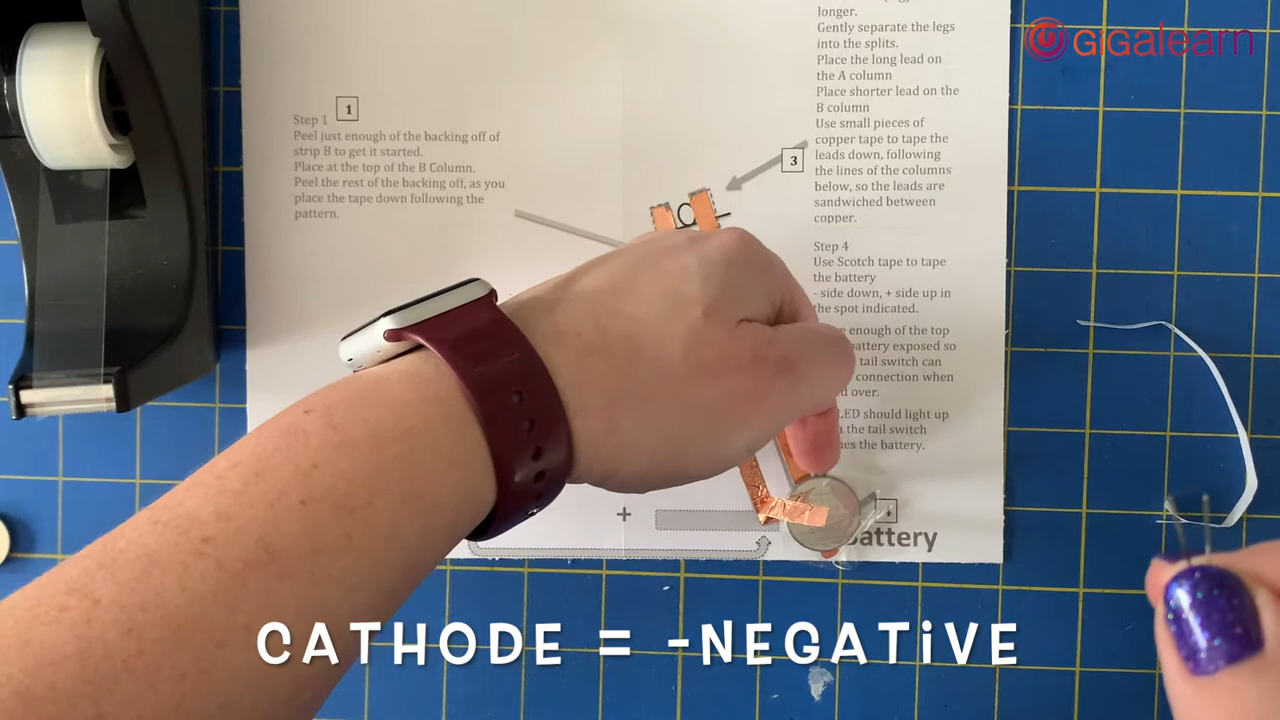 GiGalearn
longer.
Gently separate the legs
into the splits.
Place the long lead on
the A column
Place shorter lead on the
B column
Use small pieces of
copper tape to tape the
leads down, following
the lines of the columns
below, so the leads are
sandwiched between
copper.
1
Step 1
Peel just enough of the backing off of
strip B to get it started.
Place at the top of the B Column.
Peel the rest of the backing off, as you
place the tape down following the
pattern.
3
Step 4
Use Scotch tape to tape
the battery
- side down, + side up in
the spot indicated.
enough of the top
battery exposed so
tail switch can
connection when
over.
LED should light up
the tail switch
the battery.
+
Battery
CATHODE = -NEGATiVE